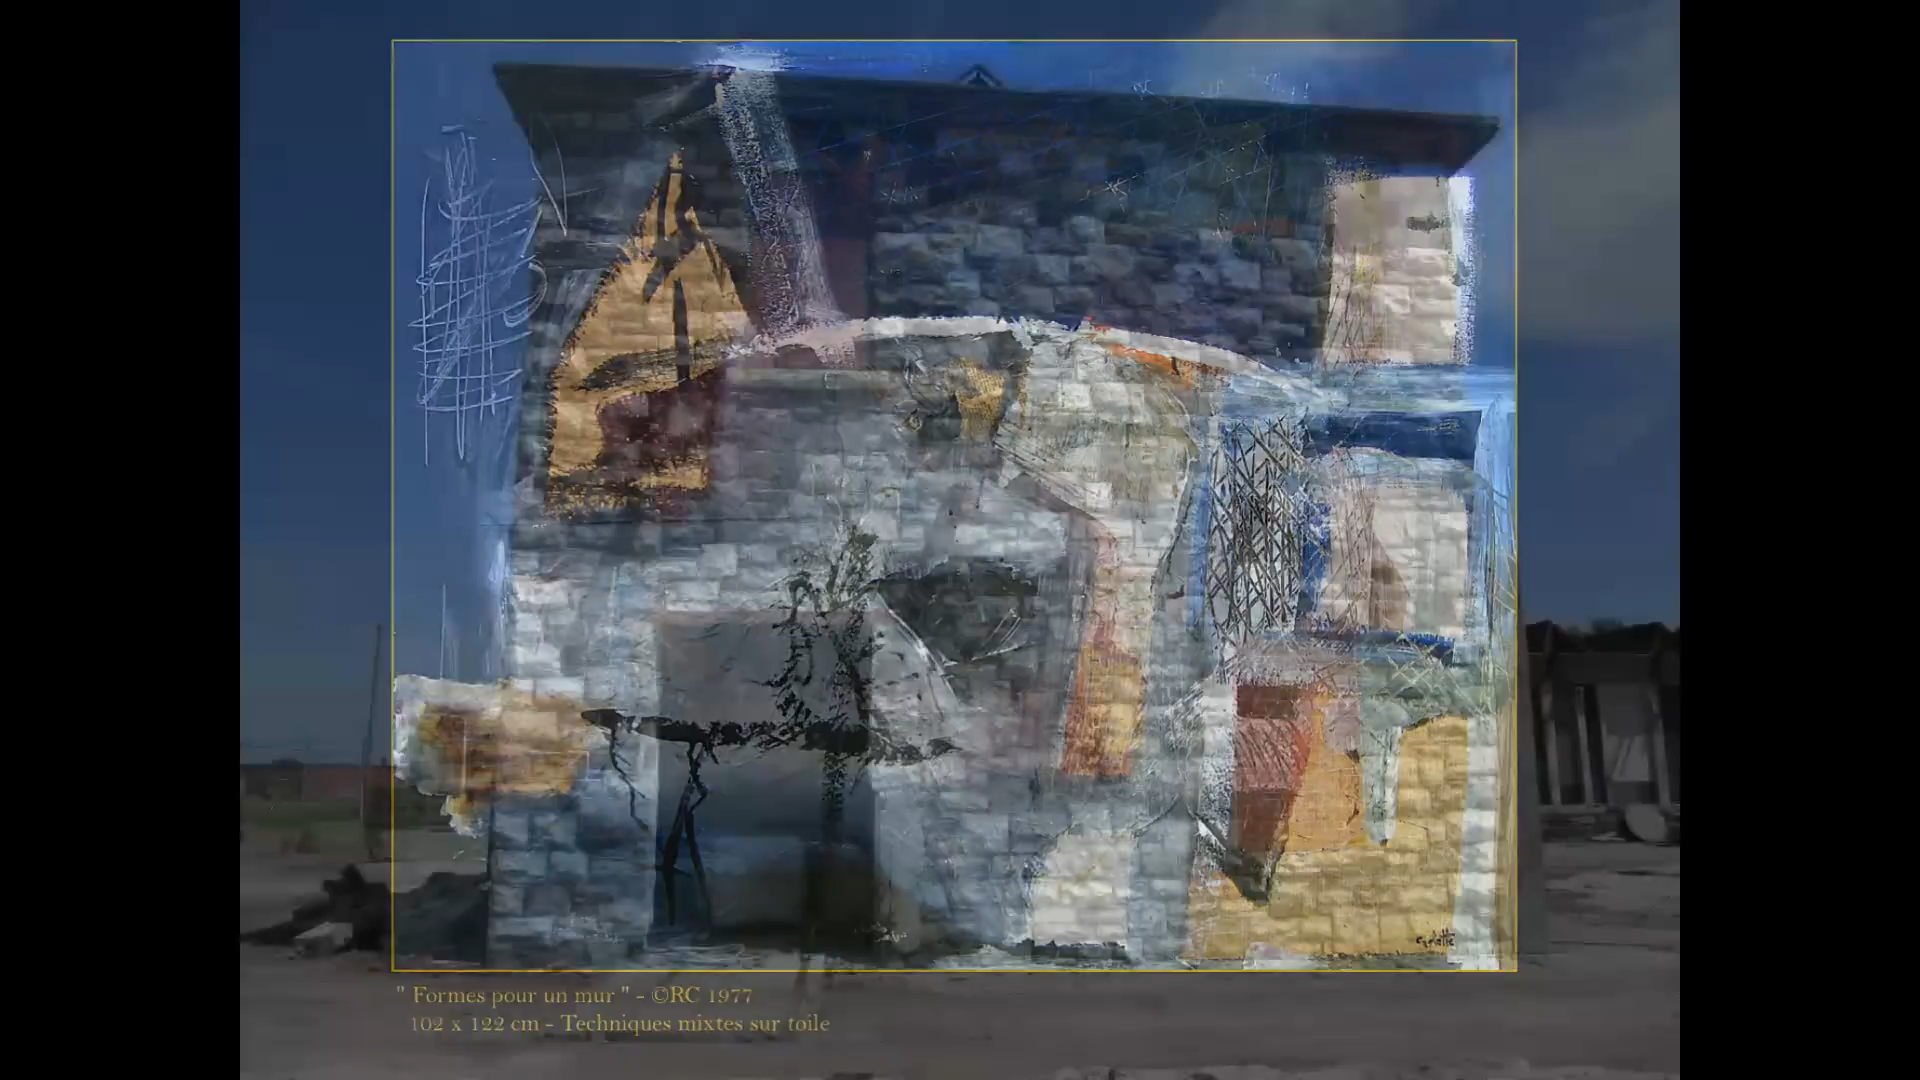 " Formes pour un mur " - ©RC 1977
102 x 122 cm - Techniques mixtes sur toile